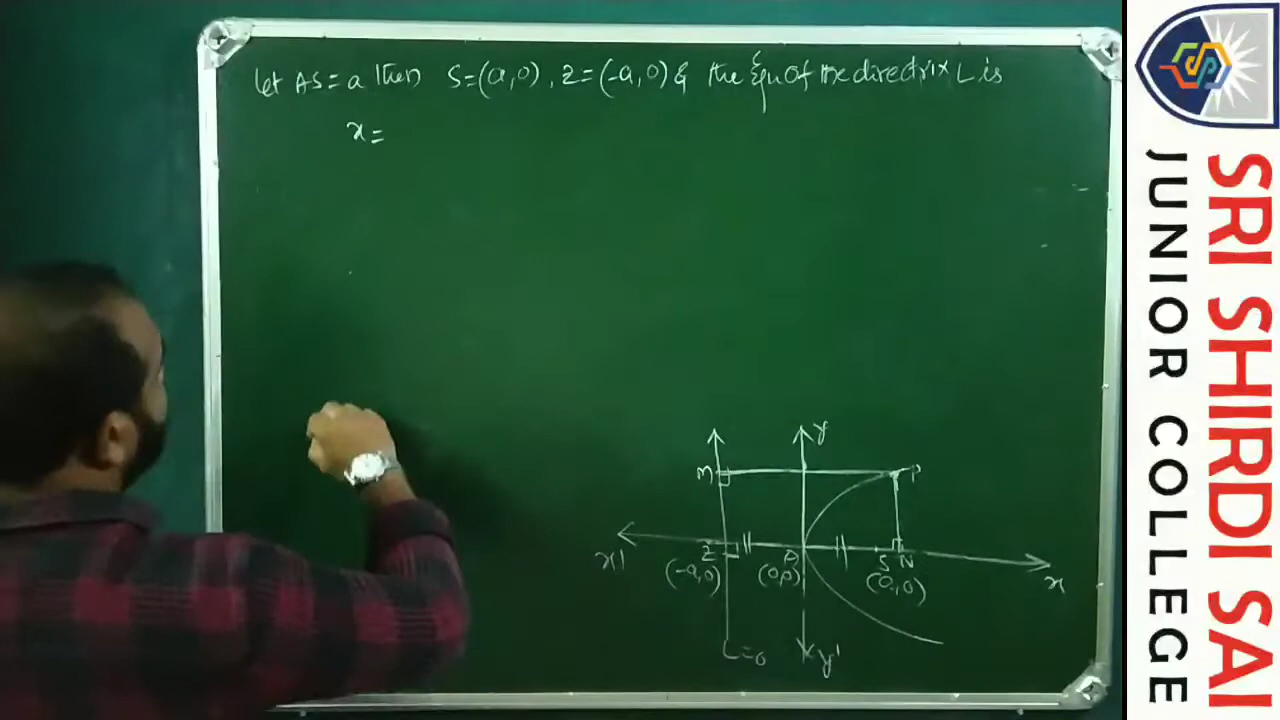 let AS = a then S=(a,0), Z=(-a,0) & the Equ of the directrix L is
x=
y
M
P
x|
Z
A
S N
(-a,0)
(0,0)
(a,0)
x
L=0
y'
SRI SHIRDI SAI
JUNIOR COLLEGE